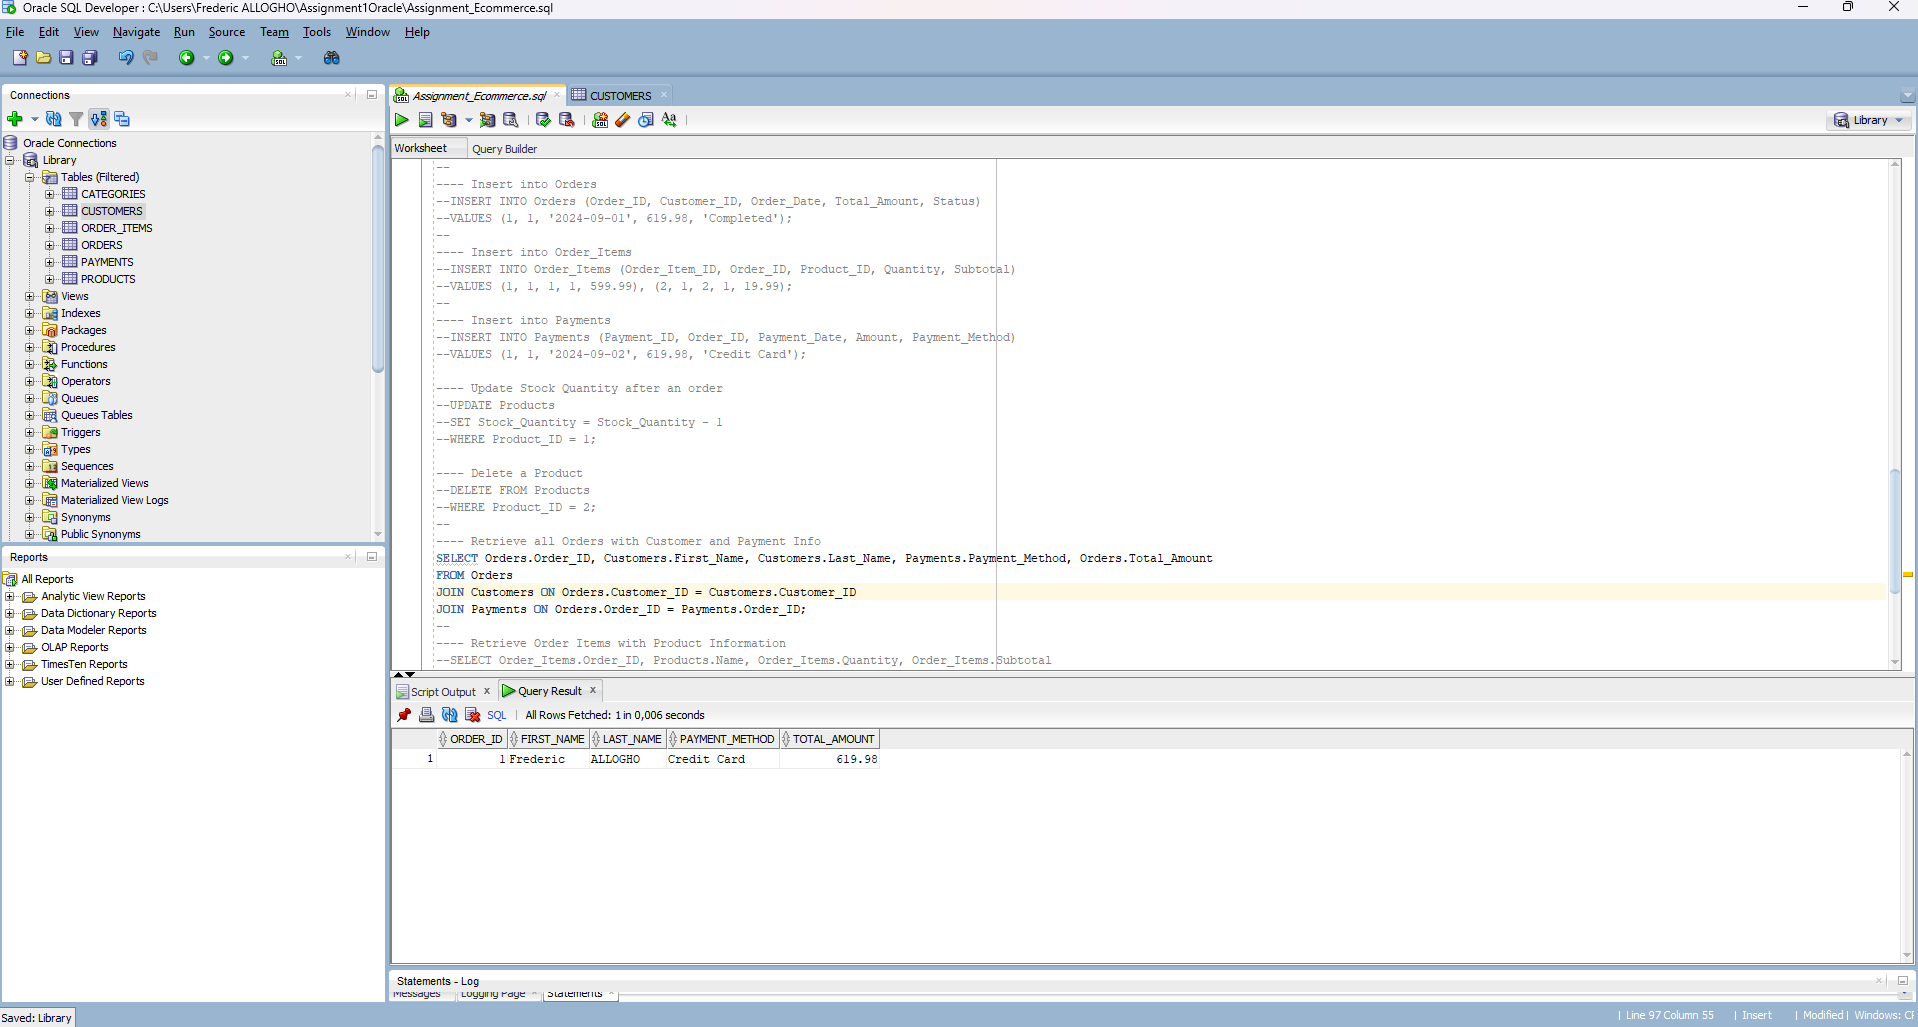 Oracle SQL Developer : C:\Users\Frederic ALLOGHO\Assignment1Oracle\Assignment_Ecommerce.sql
File Edit View Navigate Run Source Team Tools Window Help
Connections
Oracle Connections
Library
Tables (Filtered)
CATEGORIES
CUSTOMERS
ORDER_ITEMS
ORDERS
PAYMENTS
PRODUCTS
Views
Indexes
Packages
Procedures
Functions
Operators
Queues
Queues Tables
Triggers
Types
Sequences
Materialized Views
Materialized View Logs
Synonyms
Public Synonyms
Reports
All Reports
Analytic View Reports
Data Dictionary Reports
Data Modeler Reports
OLAP Reports
TimesTen Reports
User Defined Reports
Assignment_Ecommerce.sql CUSTOMERS
Library
Worksheet Query Builder
--
---- Insert into Orders
--INSERT INTO Orders (Order_ID, Customer_ID, Order_Date, Total_Amount, Status)
--VALUES (1, 1, '2024-09-01', 619.98, 'Completed');
--
---- Insert into Order_Items
--INSERT INTO Order_Items (Order_Item_ID, Order_ID, Product_ID, Quantity, Subtotal)
--VALUES (1, 1, 1, 1, 599.99), (2, 1, 2, 1, 19.99);
--
---- Insert into Payments
--INSERT INTO Payments (Payment_ID, Order_ID, Payment_Date, Amount, Payment_Method)
--VALUES (1, 1, '2024-09-02', 619.98, 'Credit Card');
---- Update Stock Quantity after an order
--UPDATE Products
--SET Stock_Quantity = Stock_Quantity - 1
--WHERE Product_ID = 1;
---- Delete a Product
--DELETE FROM Products
--WHERE Product_ID = 2;
--
---- Retrieve all Orders with Customer and Payment Info
SELECT Orders.Order_ID, Customers.First_Name, Customers.Last_Name, Payments.Payment_Method, Orders.Total_Amount
FROM Orders
JOIN Customers ON Orders.Customer_ID = Customers.Customer_ID
JOIN Payments ON Orders.Order_ID = Payments.Order_ID;
--
---- Retrieve Order Items with Product Information
--SELECT Order_Items.Order_ID, Products.Name, Order_Items.Quantity, Order_Items.Subtotal
Script Output Query Result
SQL All Rows Fetched: 1 in 0,006 seconds
ORDER_ID FIRST_NAME LAST_NAME PAYMENT_METHOD TOTAL_AMOUNT
1 1 Frederic ALLOGHO Credit Card 619.98
Statements - Log
Messages Logging Page Statements
Saved: Library
Line 97 Column 55 | Insert | Modified | Windows: C